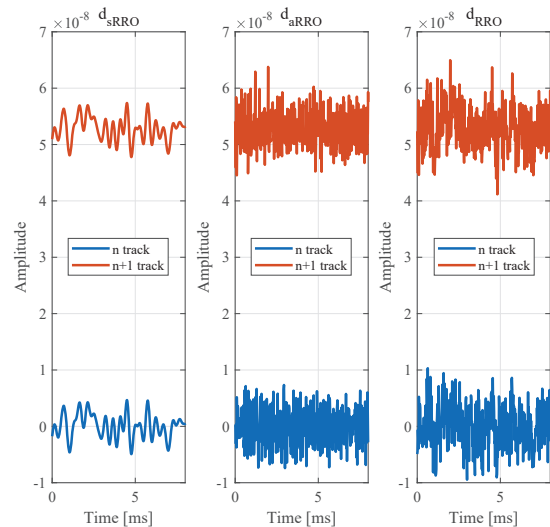 d_sRRO
× 10^-8
7
6
5
4
3
2
1
0
-1
Amplitude
n track
n+1 track
0
5
Time [ms]
d_aRRO
× 10^-8
7
6
5
4
3
2
1
0
-1
Amplitude
n track
n+1 track
0
5
Time [ms]
d_RRO
× 10^-8
7
6
5
4
3
2
1
0
-1
Amplitude
n track
n+1 track
0
5
Time [ms]